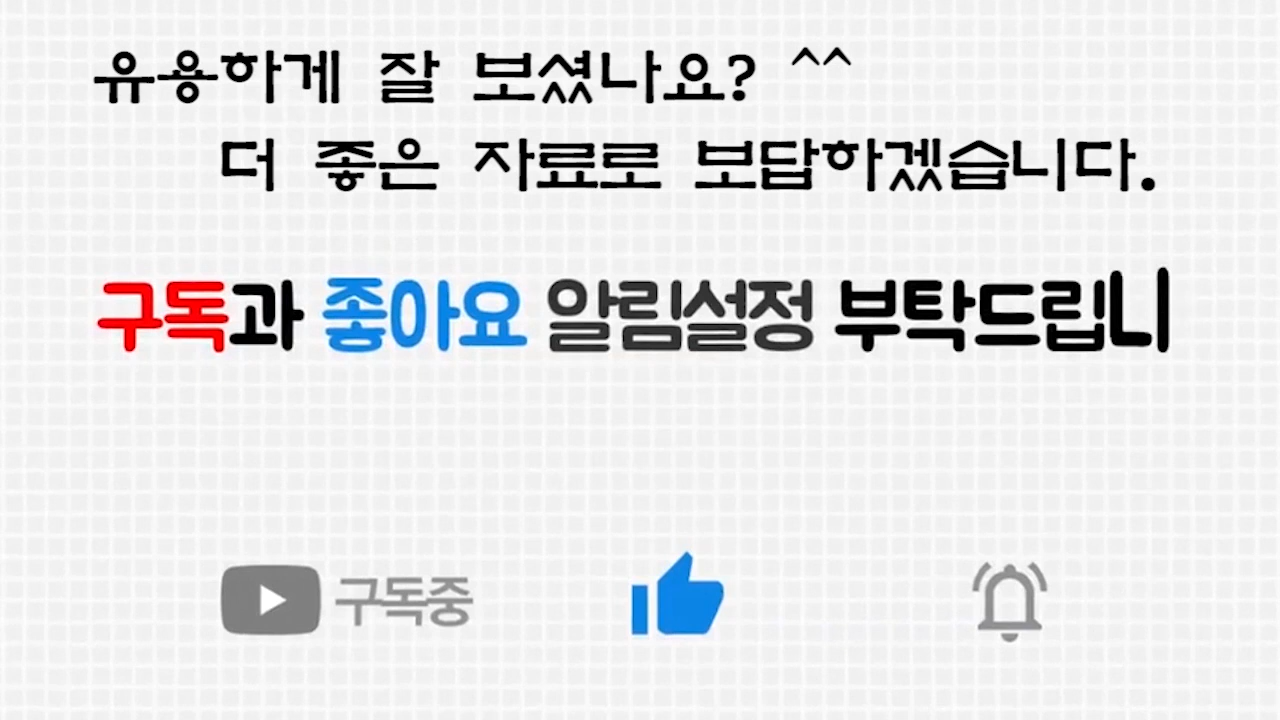 유용하게 잘 보셨나요? ^^
더 좋은 자료로 보답하겠습니다.
구독과 좋아요 알림설정 부탁드립니
구독중